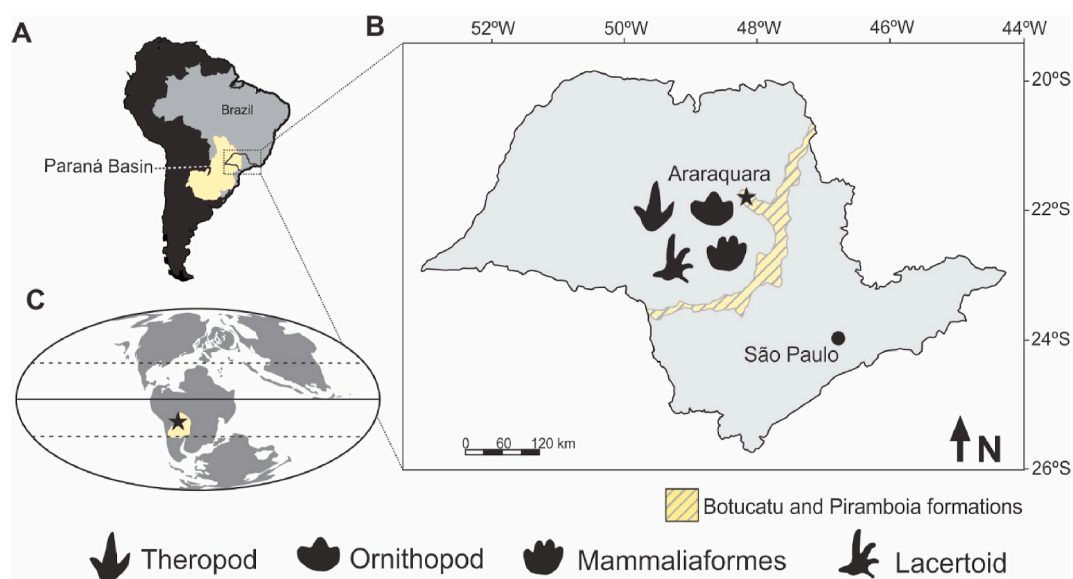 A
Brazil
Paraná Basin
B
52ºW 50ºW 48ºW 46ºW 44ºW
20ºS
22ºS
24ºS
26ºS
Araraquara
São Paulo
0 60 120 km
N
C
Botucatu and Piramboia formations
Theropod Ornithopod Mammaliaformes Lacertoid